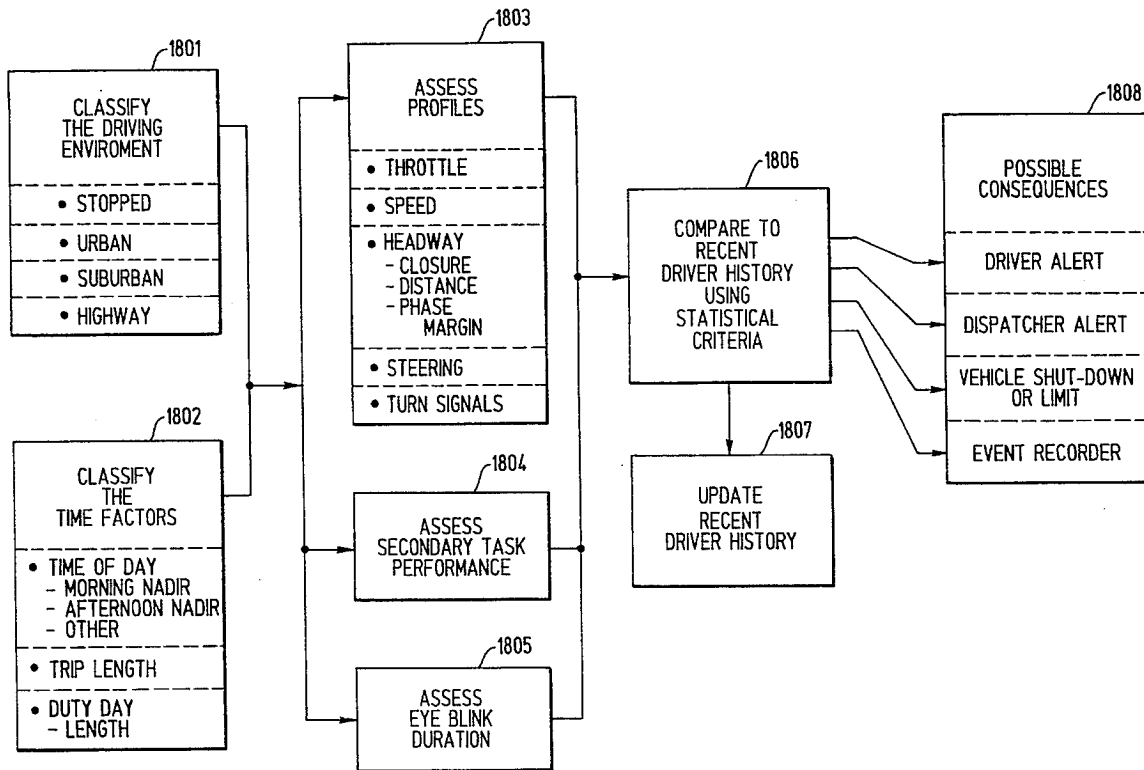 1801
CLASSIFY
THE DRIVING
ENVIROMENT
• STOPPED
• URBAN
• SUBURBAN
• HIGHWAY
1802
CLASSIFY
THE
TIME FACTORS
• TIME OF DAY
- MORNING NADIR
- AFTERNOON NADIR
- OTHER
• TRIP LENGTH
• DUTY DAY
- LENGTH
1803
ASSESS
PROFILES
• THROTTLE
• SPEED
• HEADWAY
- CLOSURE
- DISTANCE
- PHASE
MARGIN
• STEERING
• TURN SIGNALS
1804
ASSESS
SECONDARY TASK
PERFORMANCE
1805
ASSESS
EYE BLINK
DURATION
1806
COMPARE TO
RECENT
DRIVER HISTORY
USING
STATISTICAL
CRITERIA
1807
UPDATE
RECENT
DRIVER HISTORY
1808
POSSIBLE
CONSEQUENCES
DRIVER ALERT
DISPATCHER ALERT
VEHICLE SHUT-DOWN
OR LIMIT
EVENT RECORDER